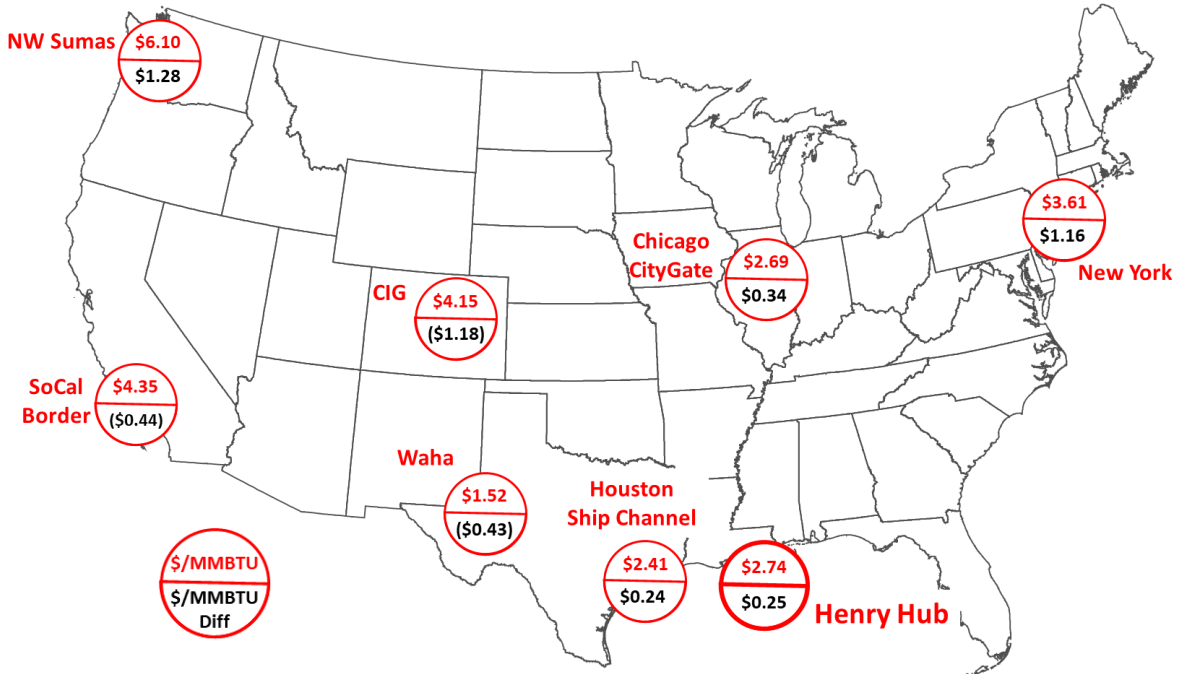 NW Sumas
$6.10
$1.28
$3.61
$1.16
New York
Chicago
CityGate
$2.69
$0.34
CIG
$4.15
($1.18)
SoCal
Border
$4.35
($0.44)
Waha
$1.52
($0.43)
Houston
Ship Channel
$2.41
$0.24
$2.74
$0.25
Henry Hub
$/MMBTU
$/MMBTU
Diff